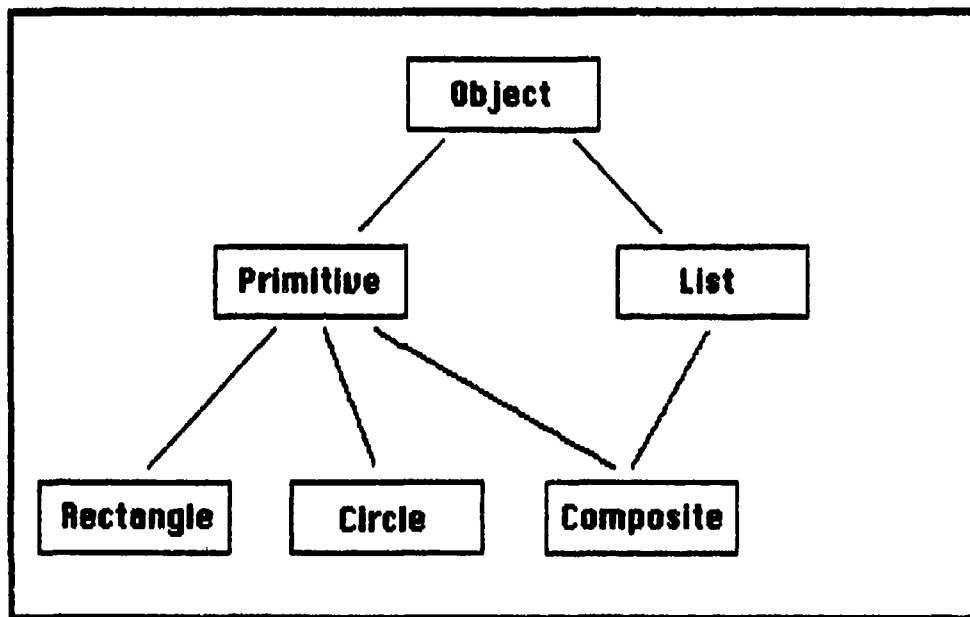 Object
Primitive
List
Rectangle
Circle
Composite